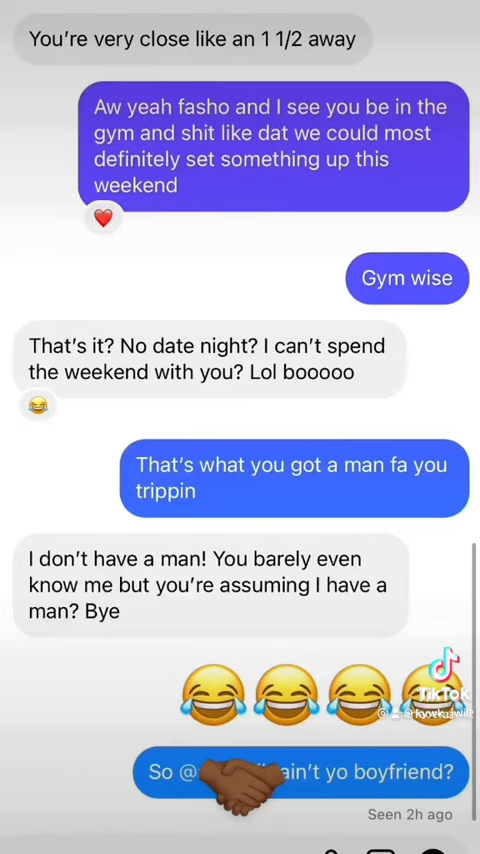 You're very close like an 1 1/2 away
Aw yeah fasho and I see you be in the
gym and shit like dat we could most
definitely set something up this
weekend
Gym wise
That's it? No date night? I can't spend
the weekend with you? Lol booooo
That's what you got a man fa you
trippin
I don't have a man! You barely even
know me but you're assuming I have a
man? Bye
TikTok
So @ ain't yo boyfriend?
Seen 2h ago